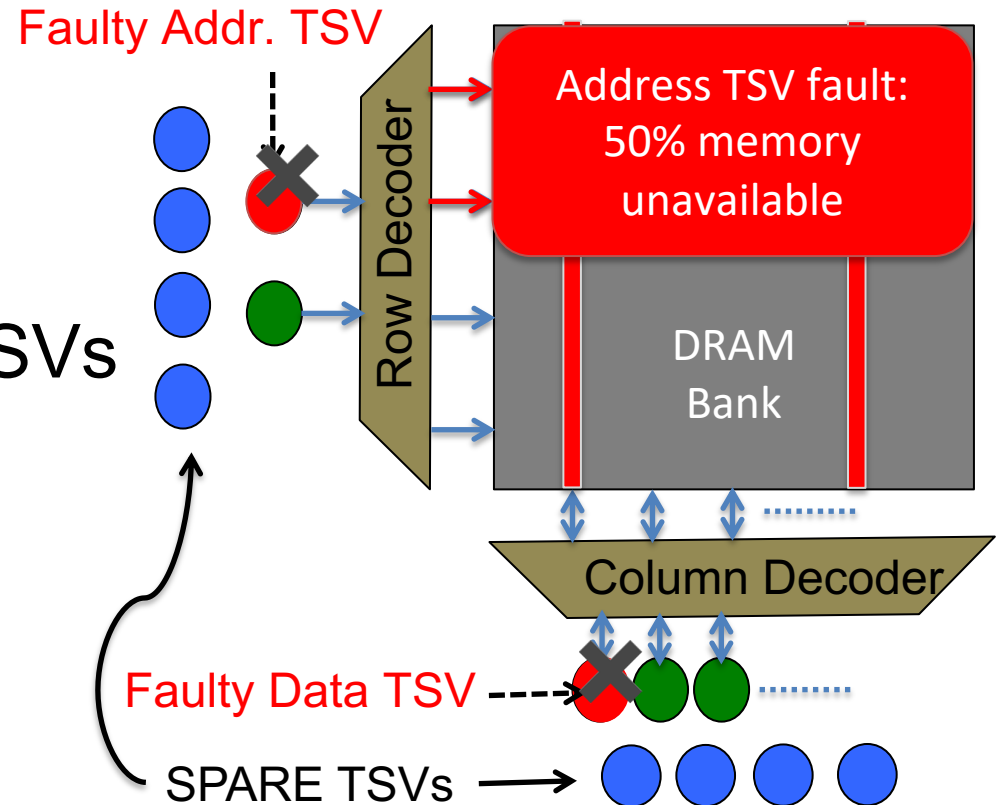 Faulty Addr. TSV
Address TSV fault:
50% memory
unavailable
Row Decoder
SVs
DRAM
Bank
Column Decoder
Faulty Data TSV
SPARE TSVs